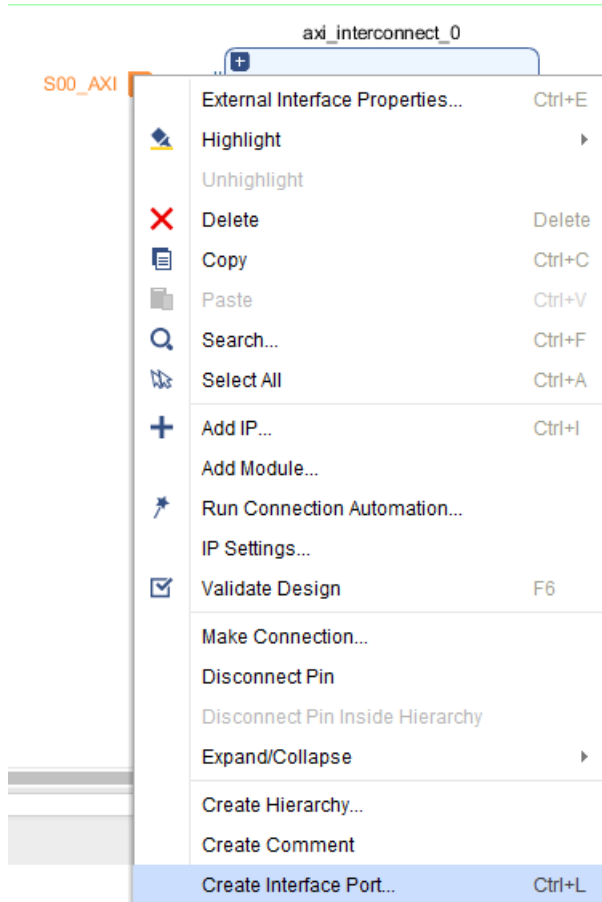 axi_interconnect_0
S00_AXI
External Interface Properties... Ctrl+E
Highlight
Unhighlight
Delete Delete
Copy Ctrl+C
Paste Ctrl+V
Search... Ctrl+F
Select All Ctrl+A
Add IP... Ctrl+I
Add Module...
Run Connection Automation...
IP Settings...
Validate Design F6
Make Connection...
Disconnect Pin
Disconnect Pin Inside Hierarchy
Expand/Collapse
Create Hierarchy...
Create Comment
Create Interface Port... Ctrl+L